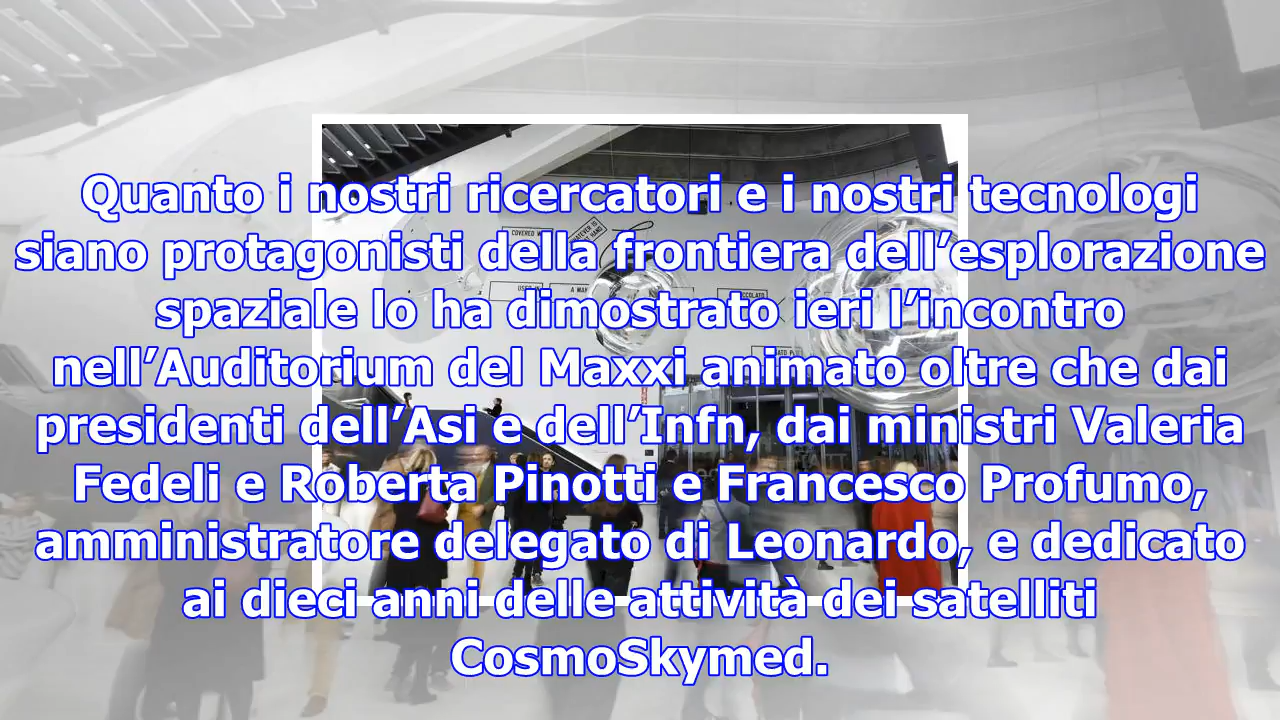 Quanto i nostri ricercatori e i nostri tecnologi
siano protagonisti della frontiera dell’esplorazione
spaziale lo ha dimostrato ieri l’incontro
nell’Auditorium del Maxxi animato oltre che dai
presidenti dell’Asi e dell’Infn, dai ministri Valeria
Fedeli e Roberta Pinotti e Francesco Profumo,
amministratore delegato di Leonardo, e dedicato
ai dieci anni delle attività dei satelliti
CosmoSkymed.